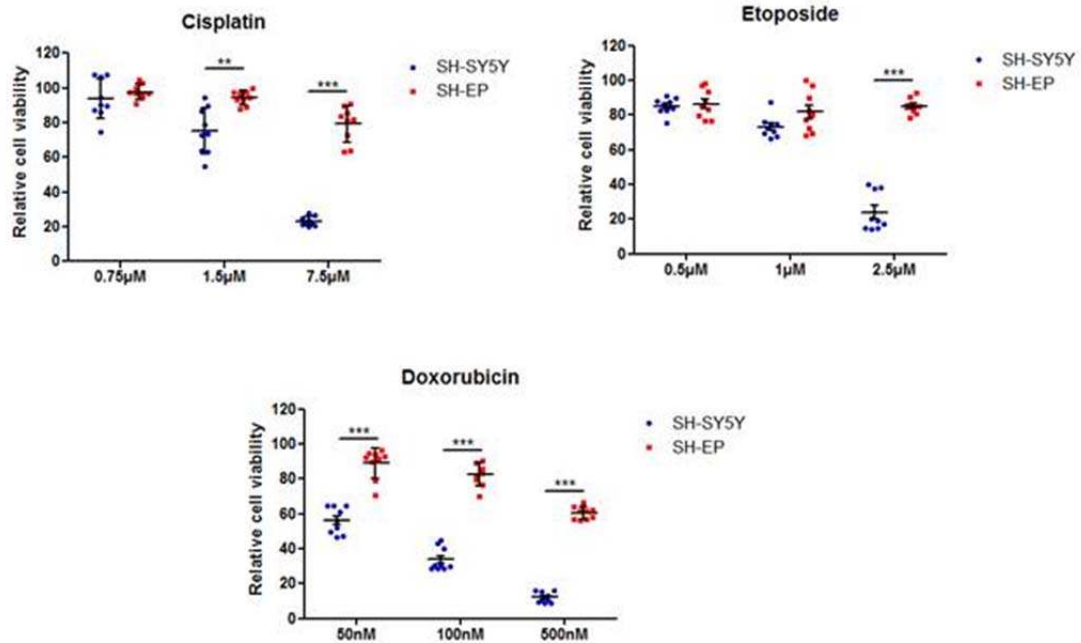 Cisplatin
Relative cell viability
120
100
80
60
40
20
0
**
***
0.75µM 1.5µM 7.5µM
SH-SY5Y
SH-EP
Etoposide
Relative cell viability
120
100
80
60
40
20
0
***
0.5µM 1µM 2.5µM
SH-SY5Y
SH-EP
Doxorubicin
Relative cell viability
120
100
80
60
40
20
0
***
***
***
50nM 100nM 500nM
SH-SY5Y
SH-EP